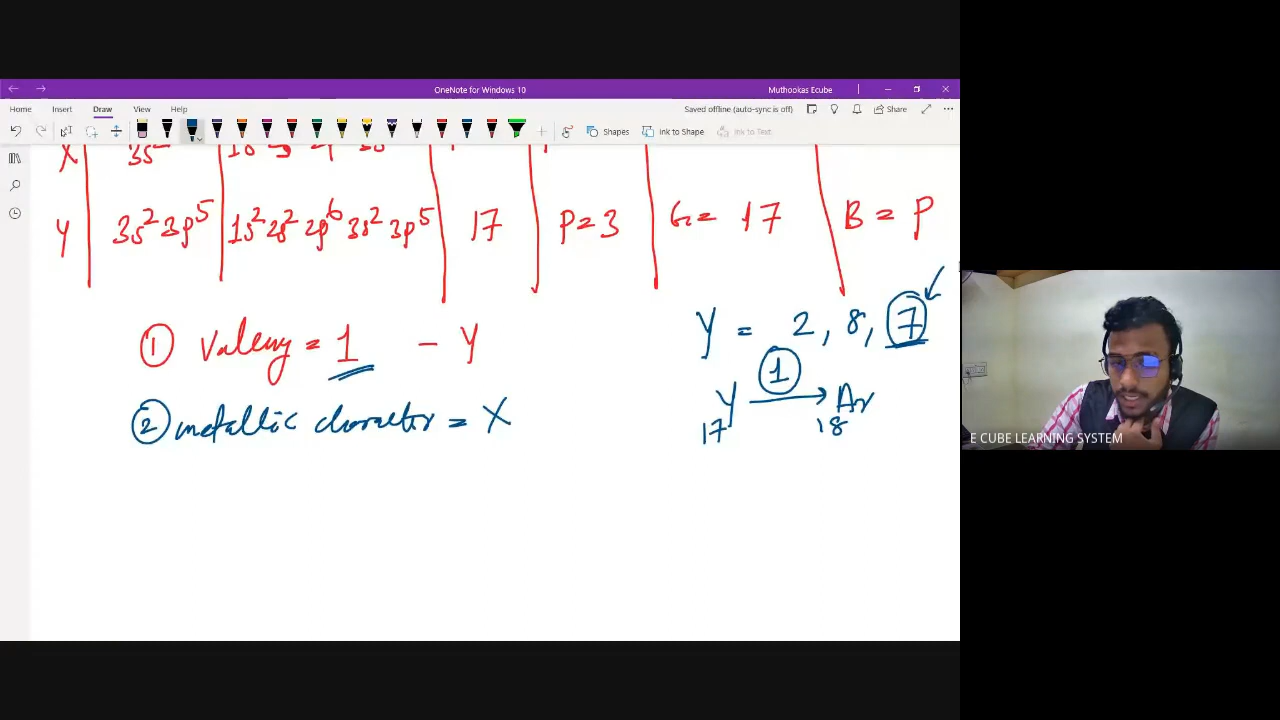 OneNote for Windows 10
Muthookas Ecube
Home Insert Draw View Help
Saved offline (auto-sync is off)
Share
Shapes
Ink to Shape
Ink to Text
X 3s²
Y 3s² 3p⁵ 1s² 2s² 2p⁶ 3s² 3p⁵ 17 P = 3 G = 17 B = P
① Valency = 1 – Y
Y = 2, 8, 7
1
Y → Ar
17 18
② metallic character = X
E CUBE LEARNING SYSTEM